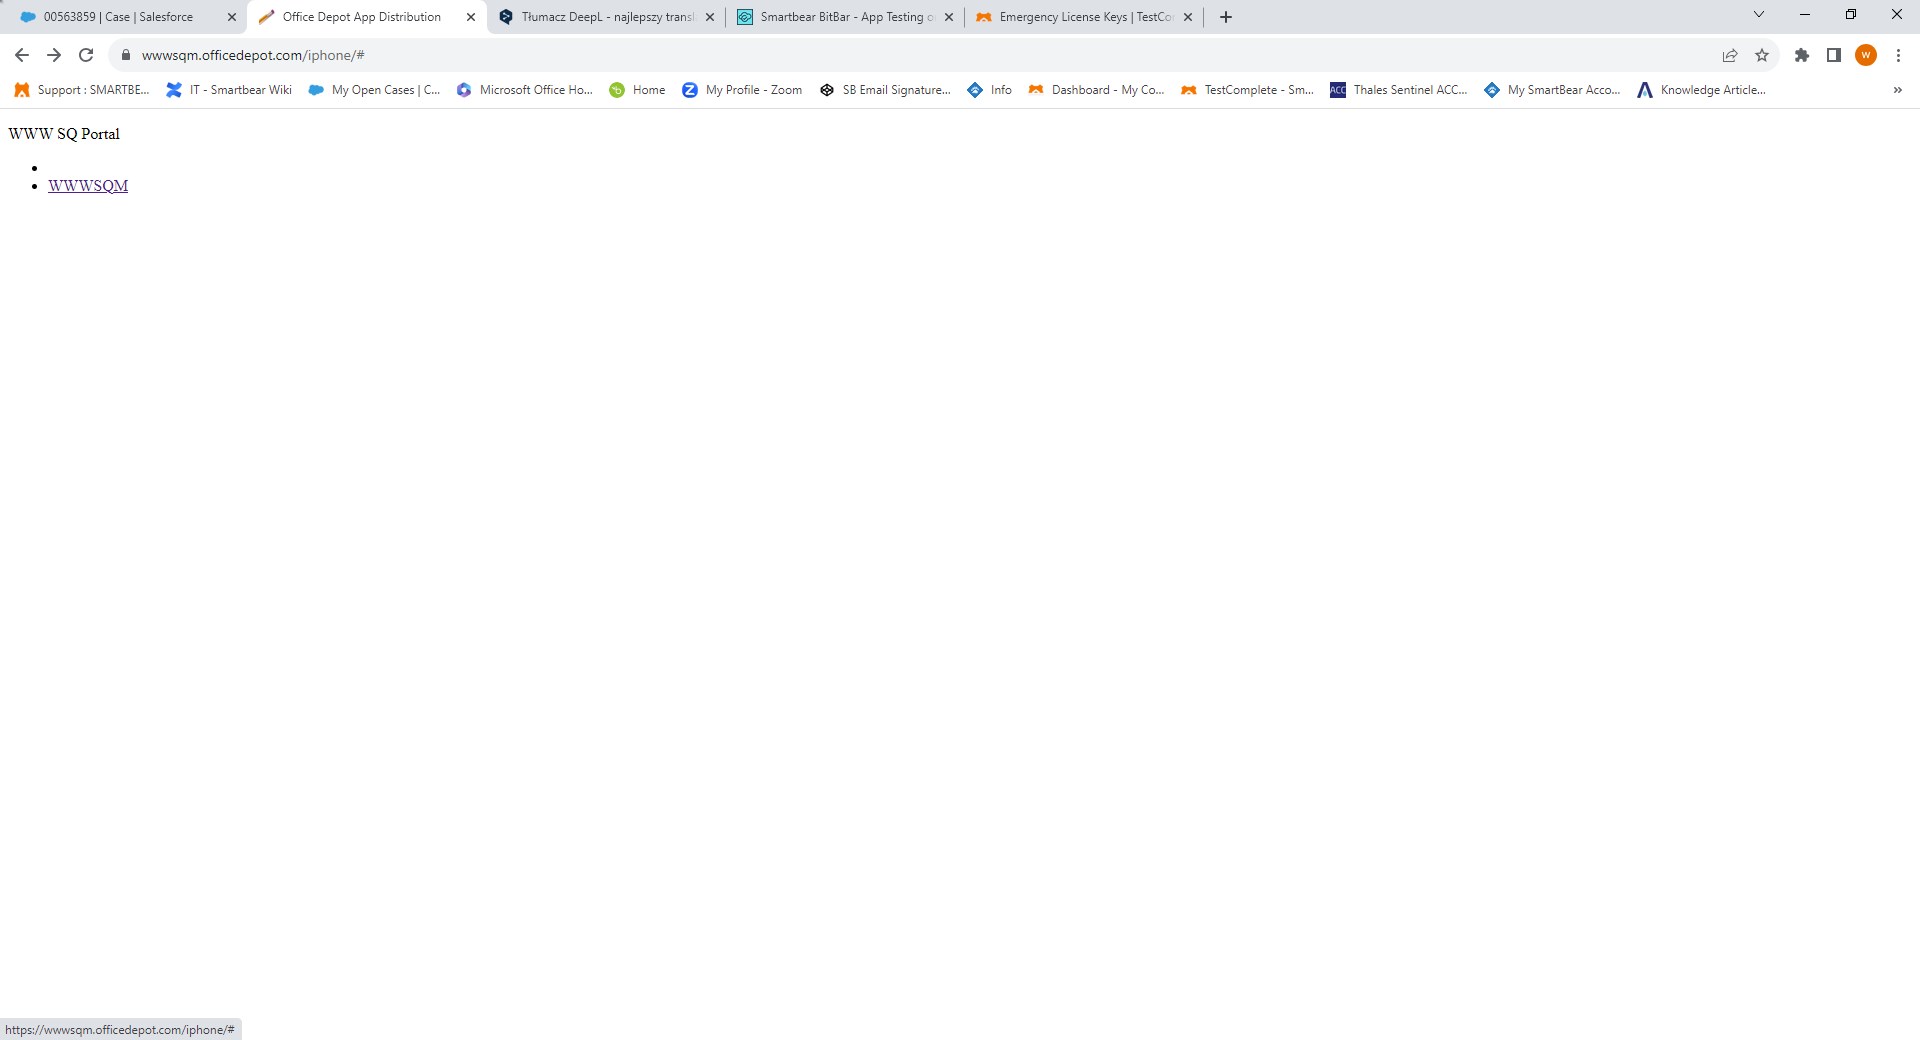 00563859 | Case | Salesforce
Office Depot App Distribution
Tłumacz DeepL - najlepszy transl
Smartbear BitBar - App Testing o
Emergency License Keys | TestCo
wwwsqm.officedepot.com/iphone/#
W
Support : SMARTBE...
IT - Smartbear Wiki
My Open Cases | C...
Microsoft Office Ho...
Home
My Profile - Zoom
SB Email Signature...
Info
Dashboard - My Co...
TestComplete - Sm...
ACC
Thales Sentinel ACC...
My SmartBear Acco...
Knowledge Article...
WWW SQ Portal
WWWSQM
https://wwwsqm.officedepot.com/iphone/#